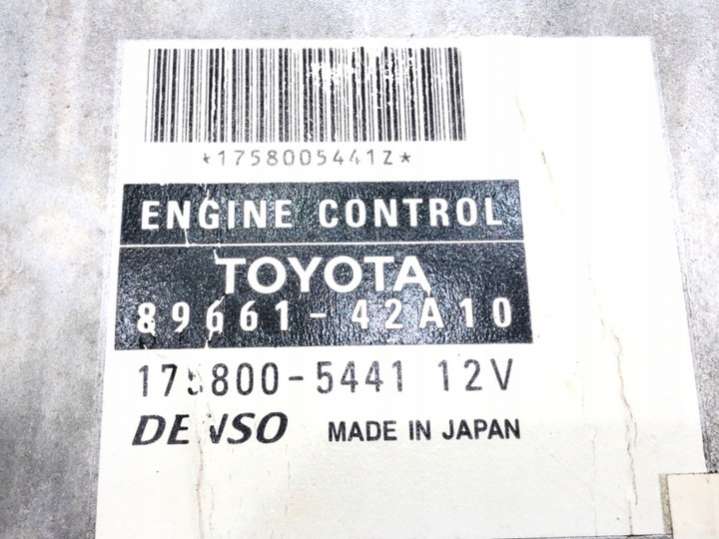 *1758005441Z*
ENGINE CONTROL
TOYOTA
89661-42A10
175800-5441 12V
DENSO MADE IN JAPAN